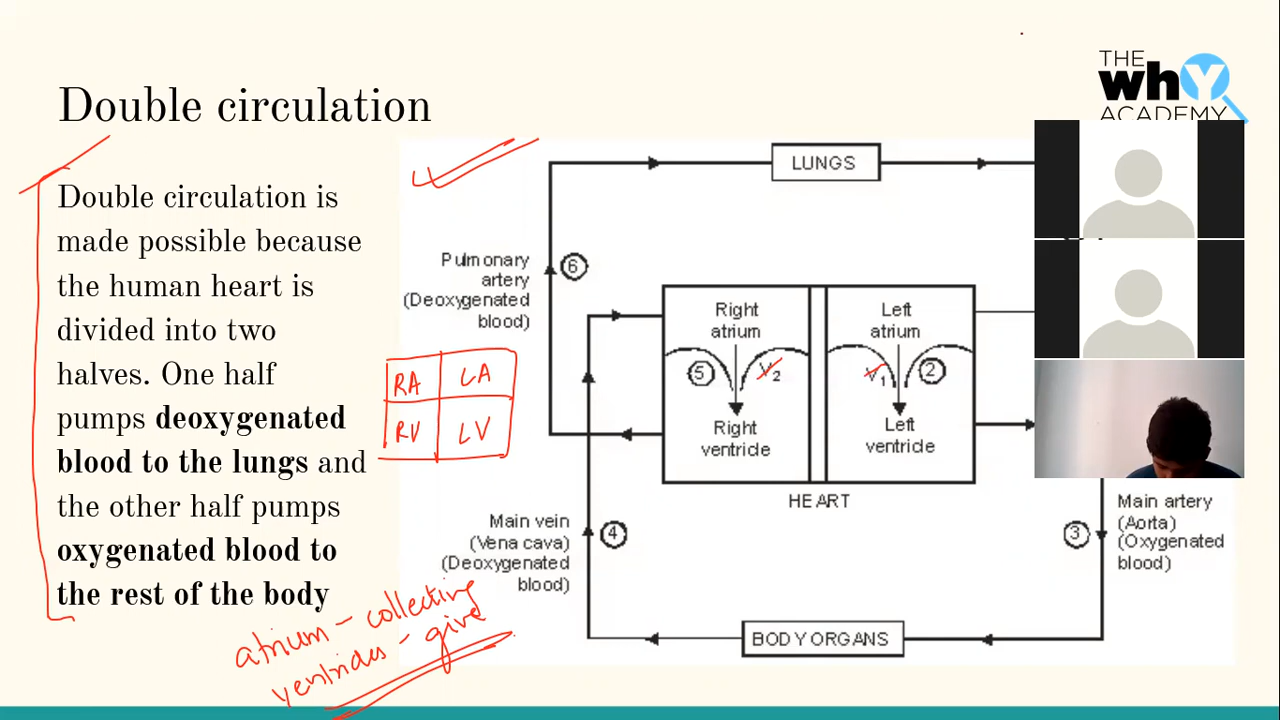 THE
whY
ACADEMY
Double circulation
Double circulation is
made possible because
the human heart is
divided into two
halves. One half
pumps deoxygenated
blood to the lungs and
the other half pumps
oxygenated blood to
the rest of the body
LUNGS
Pulmonary
artery
(Deoxygenated
blood)
6
Right
atrium
Left
atrium
5
V2
V1
2
Right
ventricle
Left
ventricle
HEART
RA LA
RV LV
Main vein
(Vena cava)
(Deoxygenated
blood)
4
3
Main artery
(Aorta)
(Oxygenated
blood)
BODY ORGANS
atrium - collecting
ventricles - give